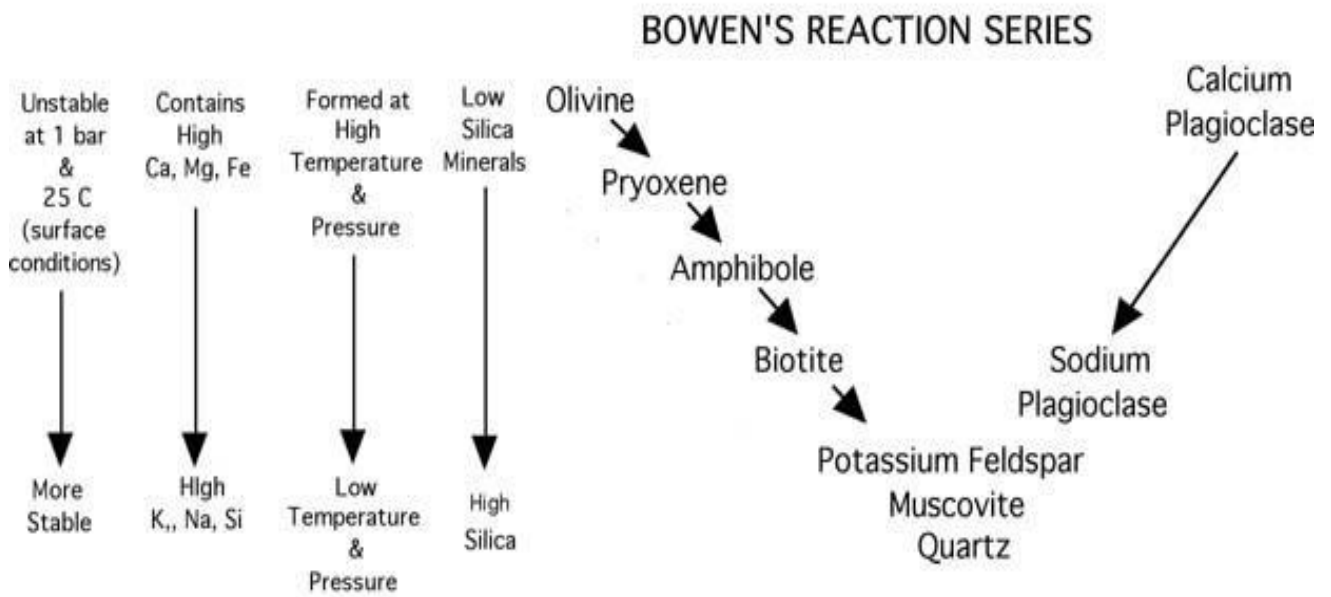 BOWEN'S REACTION SERIES
Unstable
at 1 bar
&
25 C
(surface
conditions)
More
Stable
Contains
High
Ca, Mg, Fe
HIgh
K,, Na, Si
Formed at
High
Temperature
&
Pressure
Low
Temperature
&
Pressure
Low
Silica
Minerals
High
Silica
Olivine
Pryoxene
Amphibole
Biotite
Calcium
Plagioclase
Sodium
Plagioclase
Potassium Feldspar
Muscovite
Quartz